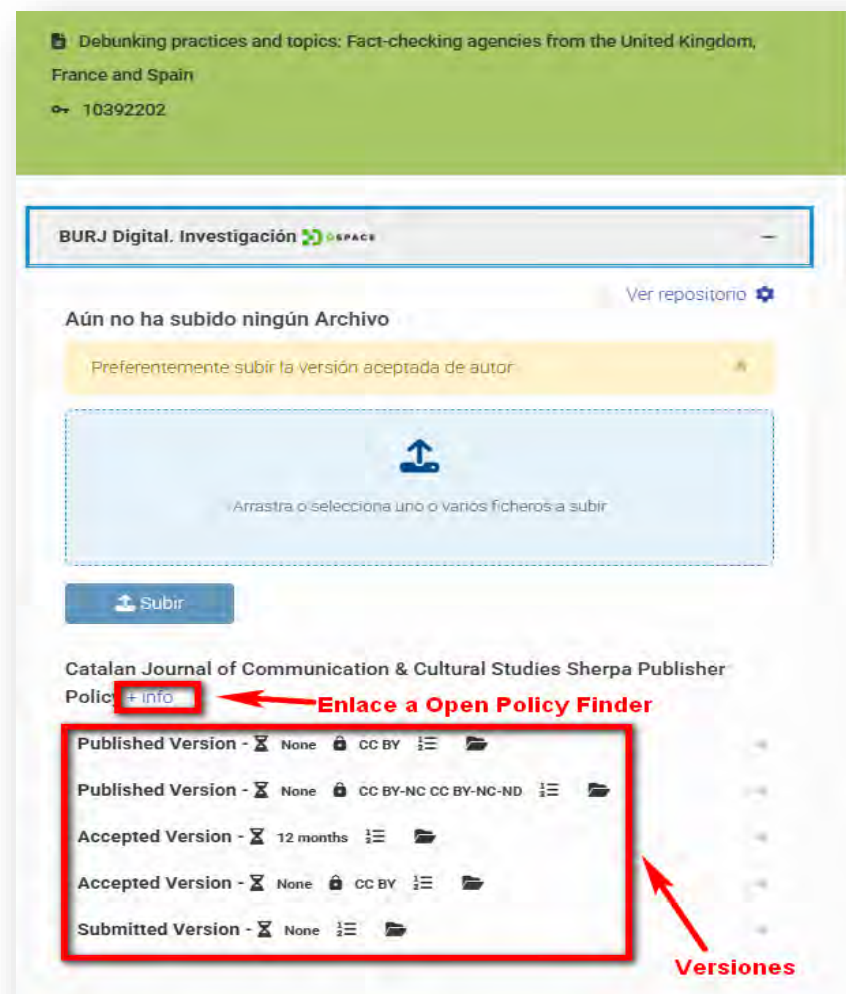 Debunking practices and topics: Fact-checking agencies from the United Kingdom,
France and Spain
10392202
BURJ Digital. Investigación DSPACE
Ver repositorio
Aún no ha subido ningún Archivo
Preferentemente subir la versión aceptada de autor
Arrastra o selecciona uno o varios ficheros a subir
Subir
Catalan Journal of Communication & Cultural Studies Sherpa Publisher
Policy + info
Enlace a Open Policy Finder
Published Version - None CC BY
Published Version - None CC BY-NC CC BY-NC-ND
Accepted Version - 12 months
Accepted Version - None CC BY
Submitted Version - None
Versiones